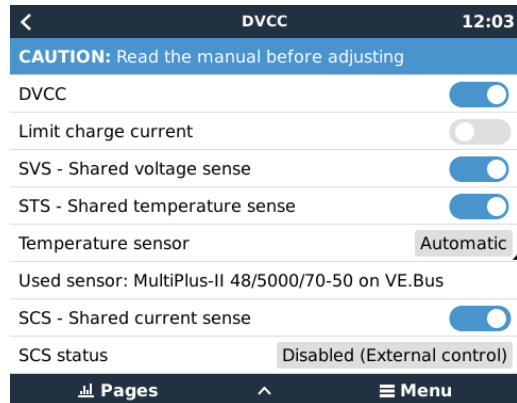 DVCC 12:03
CAUTION: Read the manual before adjusting
DVCC
Limit charge current
SVS - Shared voltage sense
STS - Shared temperature sense
Temperature sensor Automatic
Used sensor: MultiPlus-II 48/5000/70-50 on VE.Bus
SCS - Shared current sense
SCS status Disabled (External control)
Pages Menu